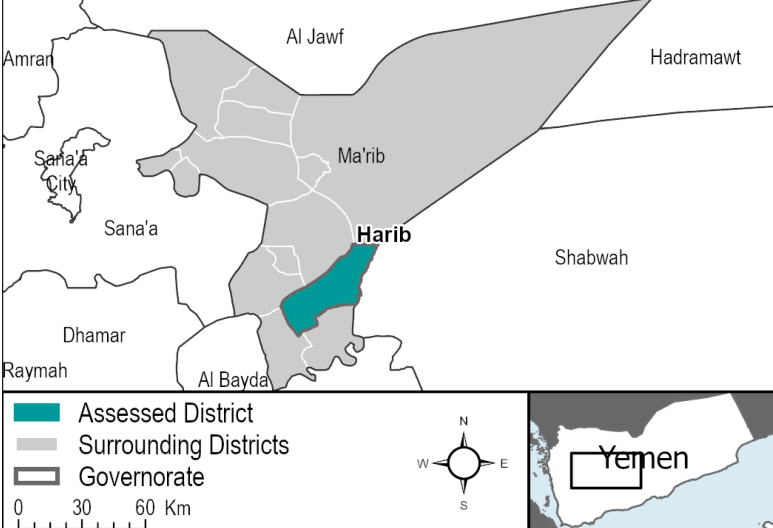 Al Jawf
Amran
Hadramawt
Ma'rib
Sana'a
City
Sana'a
Harib
Shabwah
Dhamar
Raymah
Al Bayda
Assessed District
Surrounding Districts
Governorate
0 30 60 Km
N
W E
S
Yemen